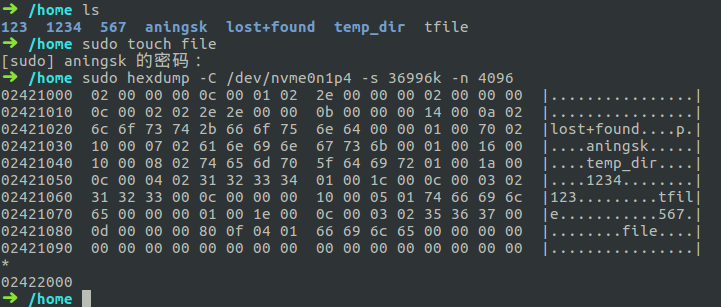 ➜ /home ls
123 1234 567 aningsk lost+found temp_dir tfile
➜ /home sudo touch file
[sudo] aningsk 的密码：
➜ /home sudo hexdump -C /dev/nvme0n1p4 -s 36996k -n 4096
02421000 02 00 00 00 0c 00 01 02 2e 00 00 00 02 00 00 00 |................|
02421010 0c 00 02 02 2e 2e 00 00 0b 00 00 00 14 00 0a 02 |................|
02421020 6c 6f 73 74 2b 66 6f 75 6e 64 00 00 01 00 70 02 |lost+found....p.|
02421030 10 00 07 02 61 6e 69 6e 67 73 6b 00 01 00 16 00 |....aningsk.....|
02421040 10 00 08 02 74 65 6d 70 5f 64 69 72 01 00 1a 00 |....temp_dir....|
02421050 0c 00 04 02 31 32 33 34 01 00 1c 00 0c 00 03 02 |....1234........|
02421060 31 32 33 00 0c 00 00 00 10 00 05 01 74 66 69 6c |123.........tfil|
02421070 65 00 00 00 01 00 1e 00 0c 00 03 02 35 36 37 00 |e...........567.|
02421080 0d 00 00 00 80 0f 04 01 66 69 6c 65 00 00 00 00 |........file....|
02421090 00 00 00 00 00 00 00 00 00 00 00 00 00 00 00 00 |................|
*
02422000
➜ /home